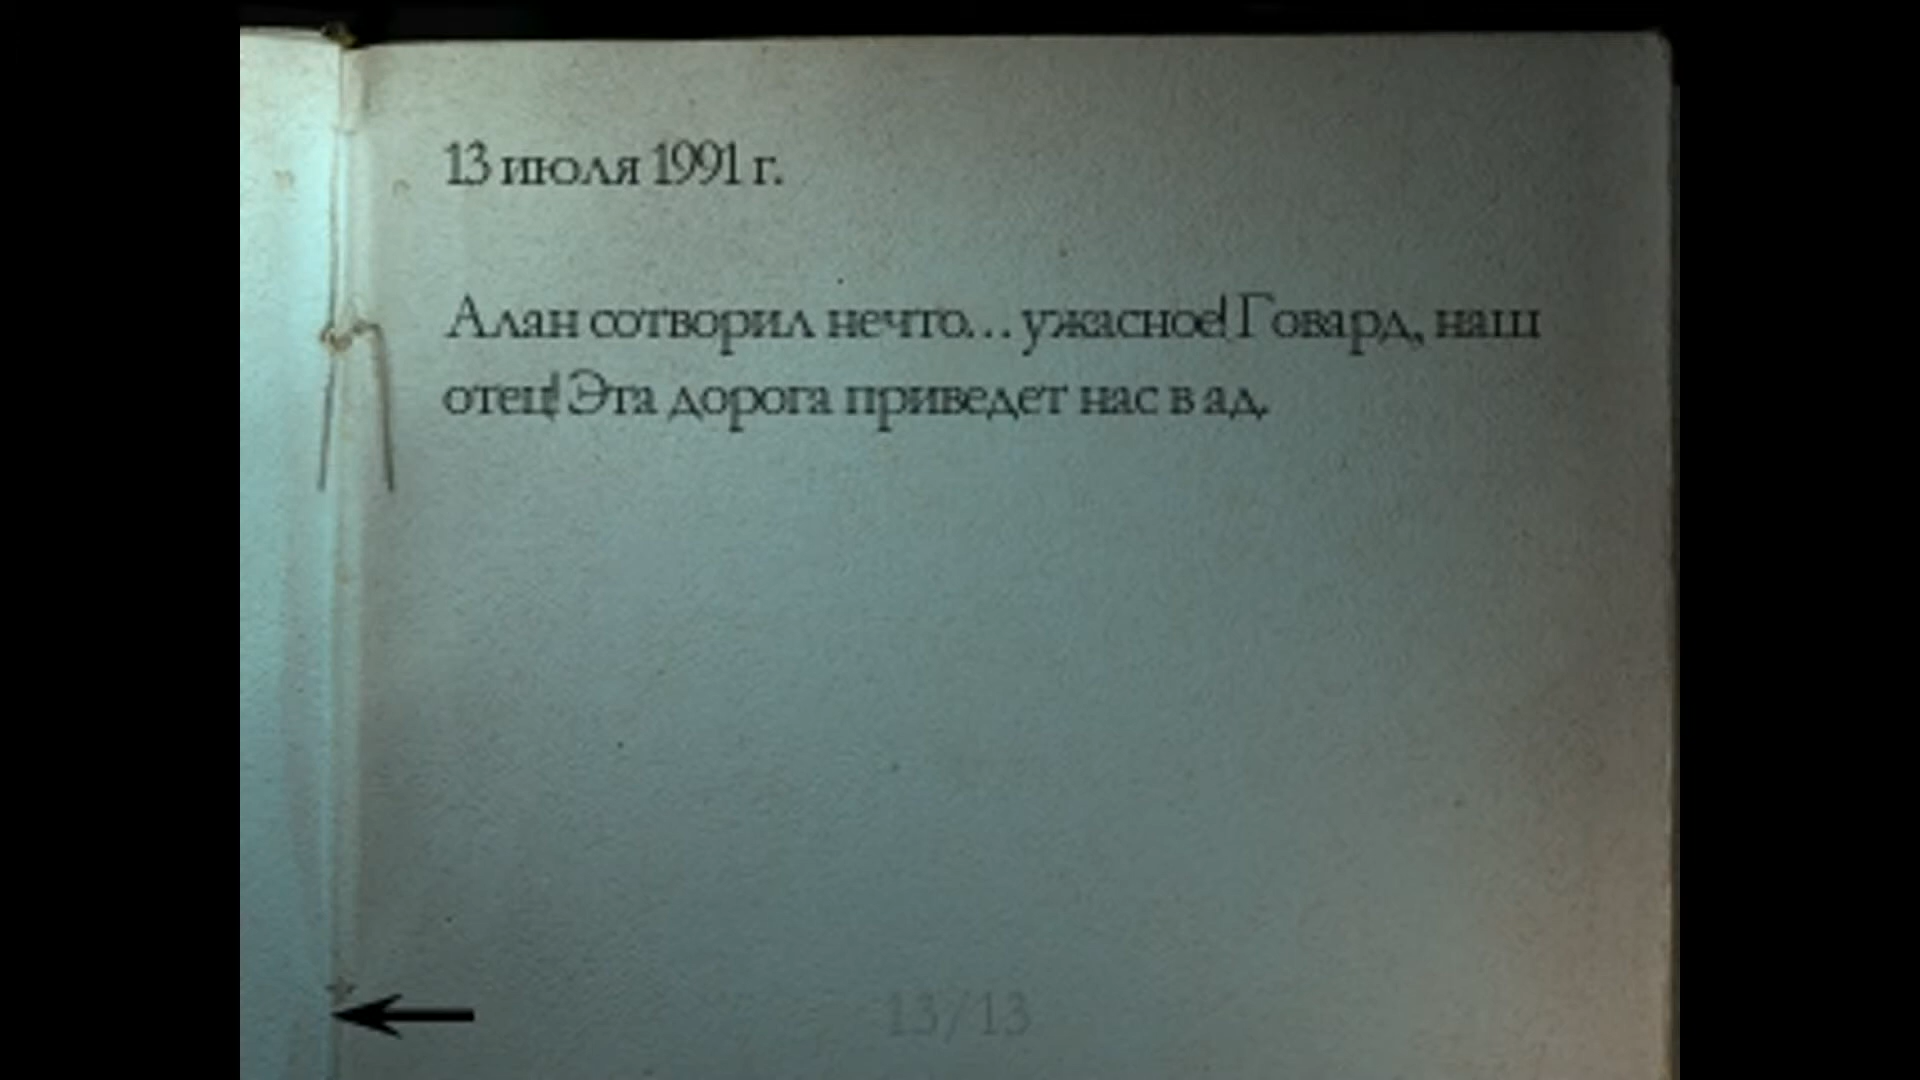 13 июля 1991 г.
Алан сотворил нечто... ужасное! Говард, наш
отец! Эта дорога приведет нас в ад.
13/13